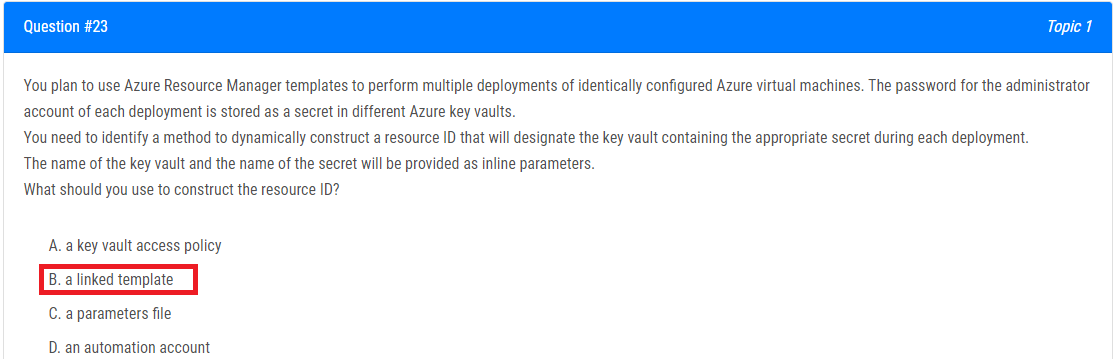 Question #23
Topic 1
You plan to use Azure Resource Manager templates to perform multiple deployments of identically configured Azure virtual machines. The password for the administrator
account of each deployment is stored as a secret in different Azure key vaults.
You need to identify a method to dynamically construct a resource ID that will designate the key vault containing the appropriate secret during each deployment.
The name of the key vault and the name of the secret will be provided as inline parameters.
What should you use to construct the resource ID?
A. a key vault access policy
B. a linked template
C. a parameters file
D. an automation account